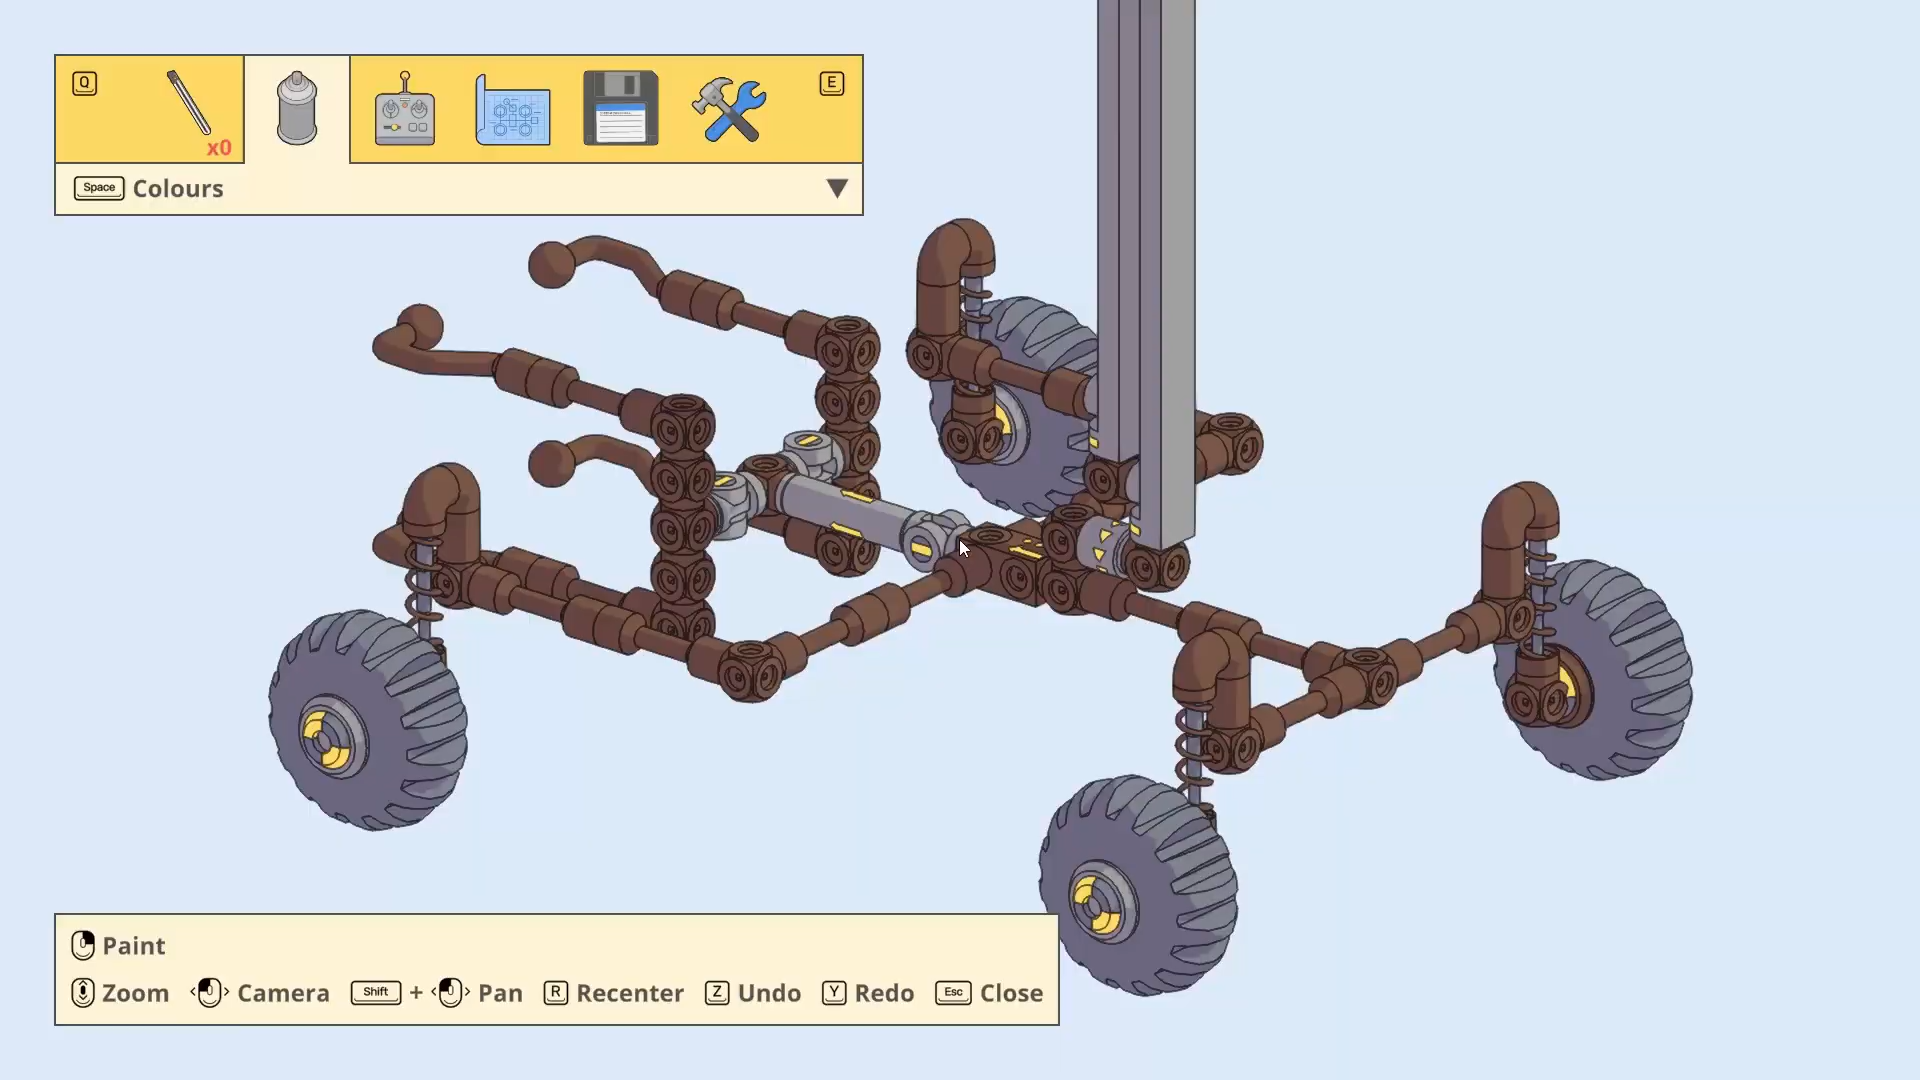 Q
x0
E
Space Colours
Paint
Zoom Camera Shift + Pan R Recenter Z Undo Y Redo Esc Close